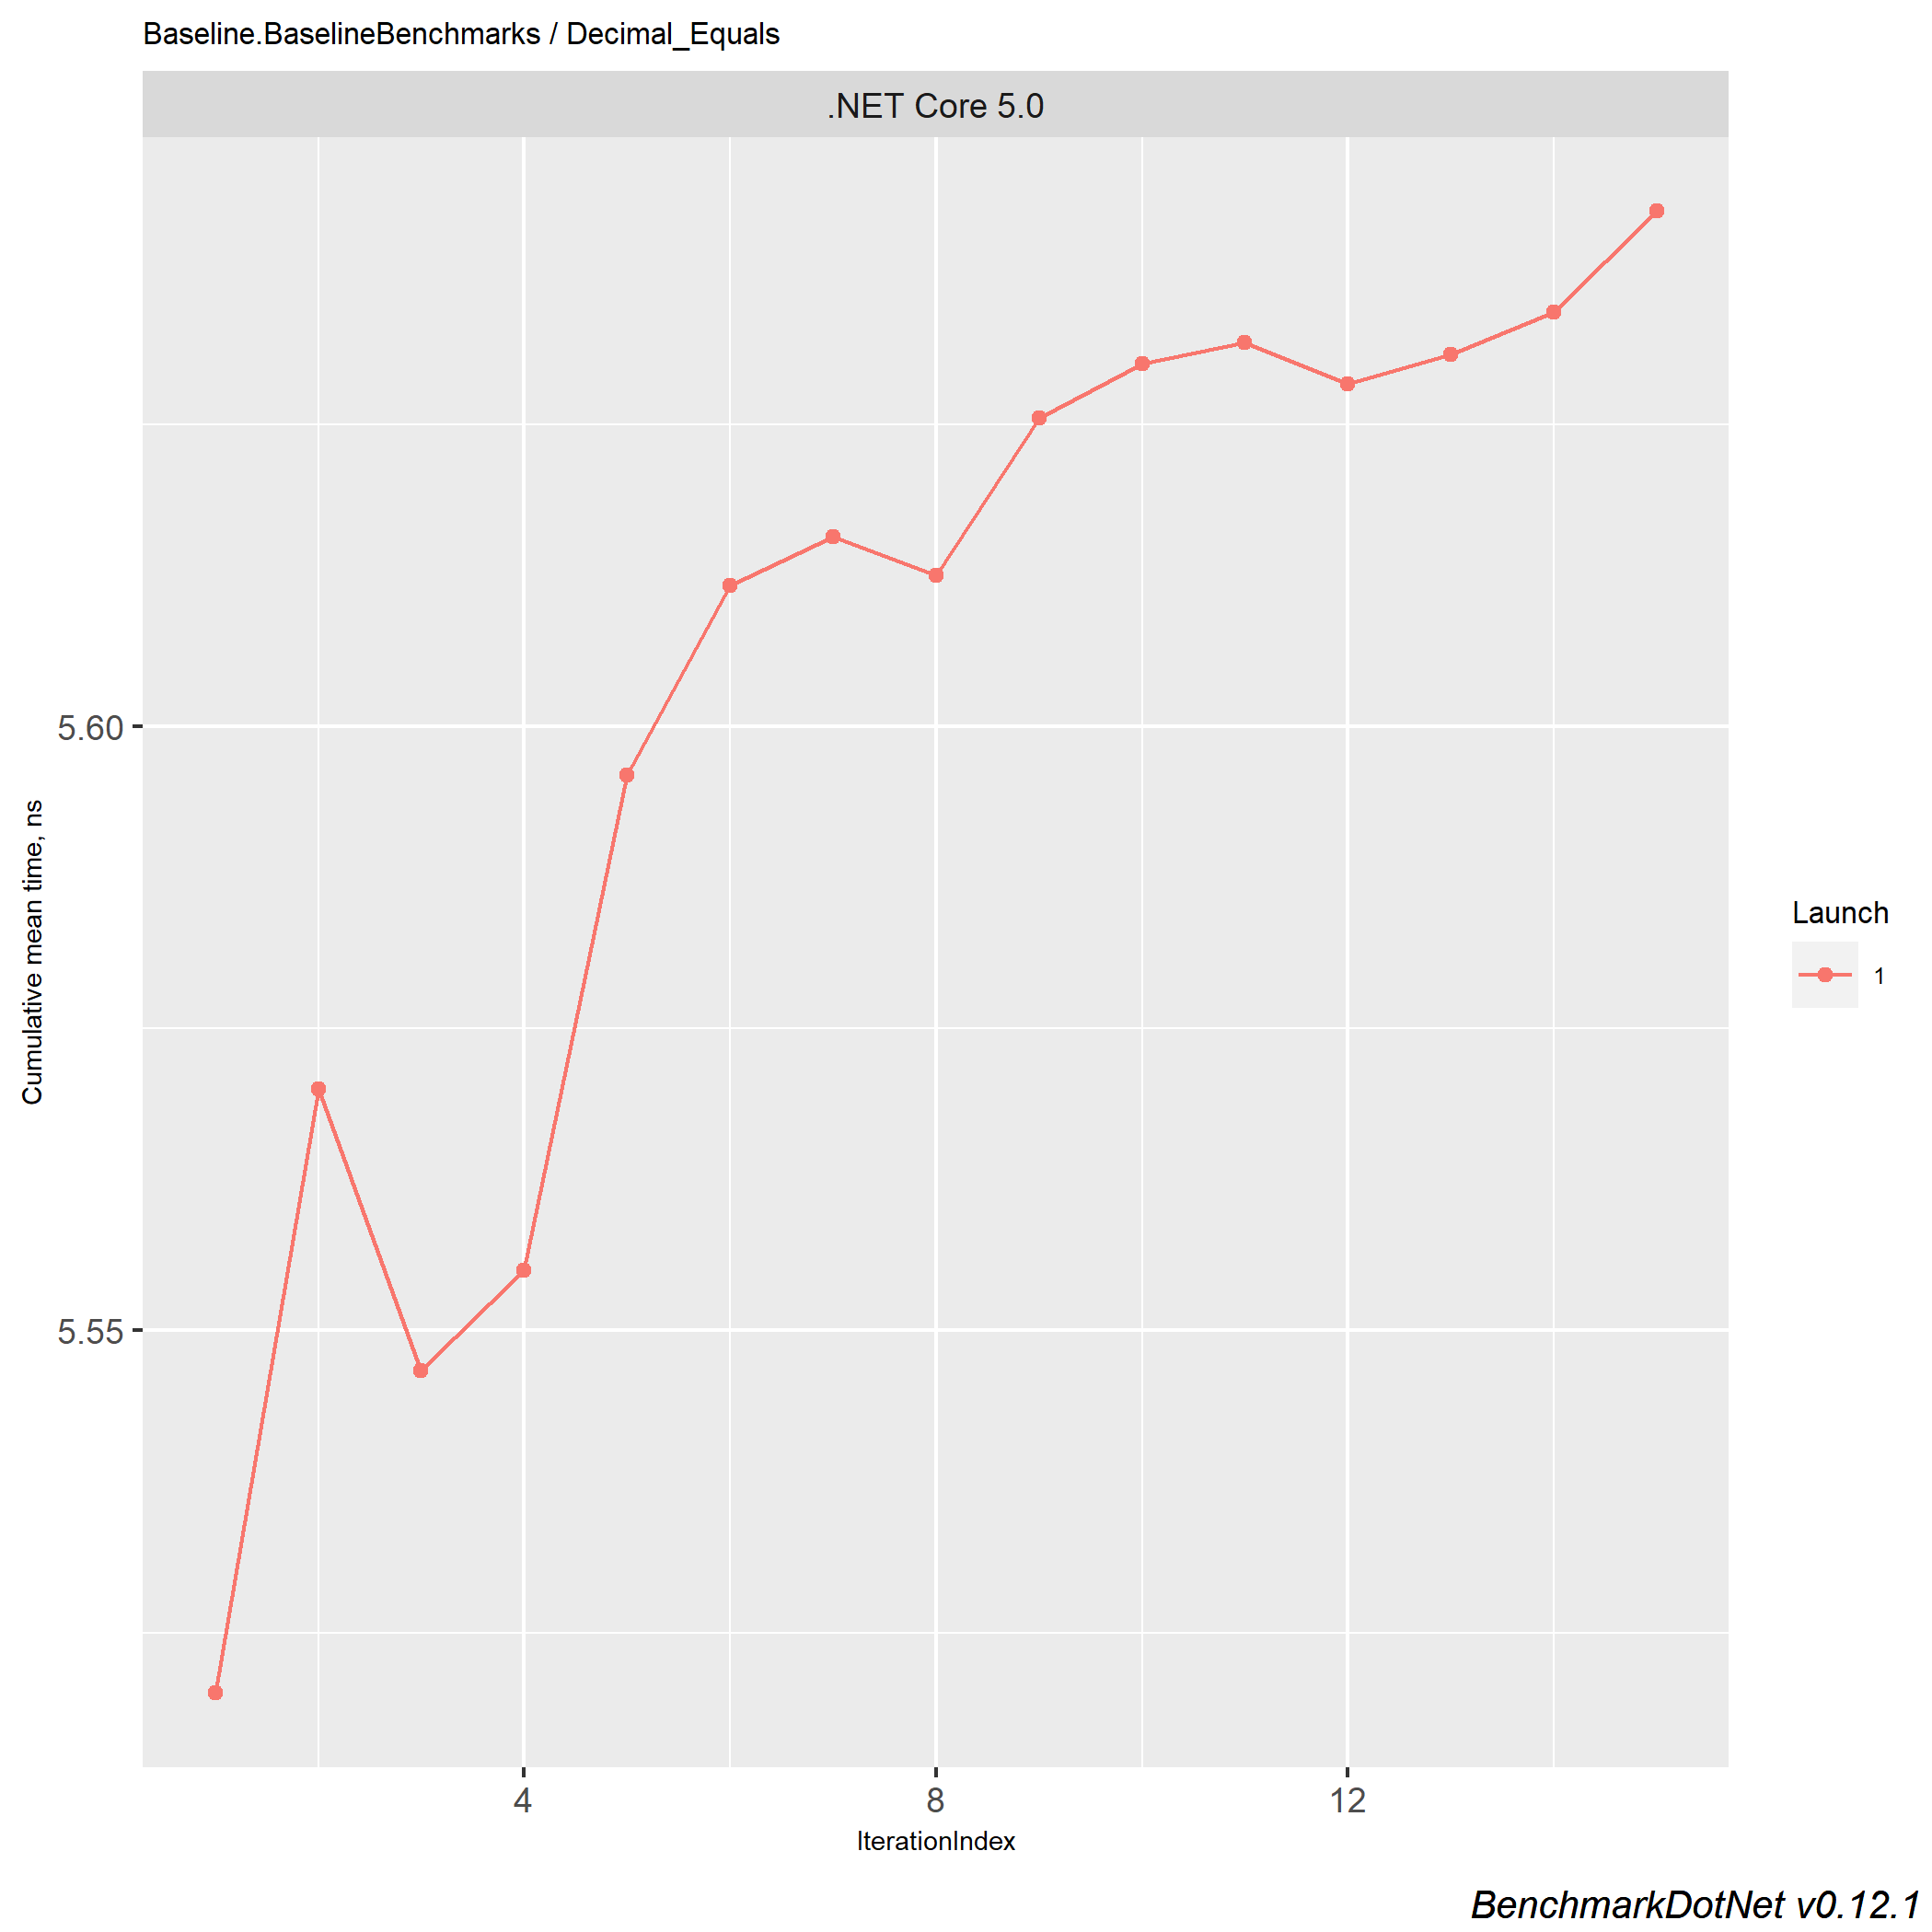 Baseline.BaselineBenchmarks / Decimal_Equals
.NET Core 5.0
5.60
5.55
Cumulative mean time, ns
4 8 12
IterationIndex
Launch
1
BenchmarkDotNet v0.12.1